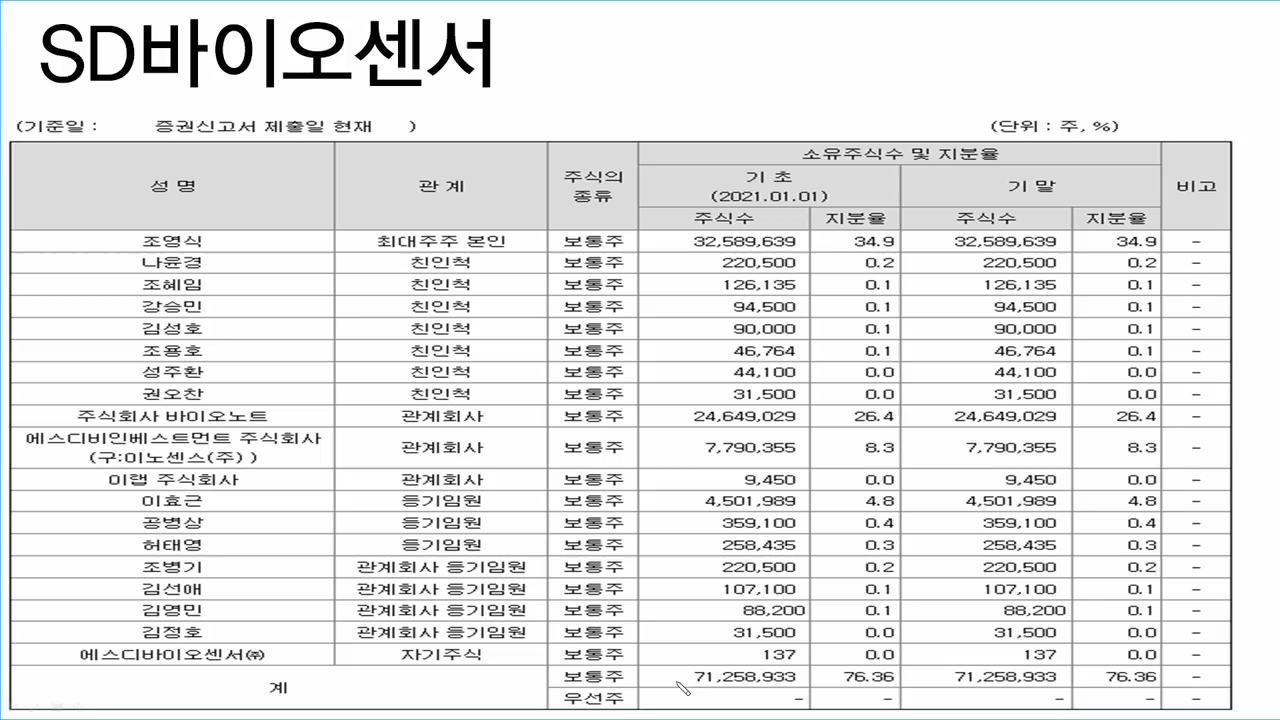 SD바이오센서
(기준일 : 증권신고서 제출일 현재 ) (단위 : 주, %)
성 명 관 계 주식의 종류 소유주식수 및 지분율 비고
기 초 (2021.01.01) 기 말
주식수 지분율 주식수 지분율
조영식 최대주주 본인 보통주 32,589,639 34.9 32,589,639 34.9 -
나윤경 친인척 보통주 220,500 0.2 220,500 0.2 -
조혜임 친인척 보통주 126,135 0.1 126,135 0.1 -
강승민 친인척 보통주 94,500 0.1 94,500 0.1 -
김성호 친인척 보통주 90,000 0.1 90,000 0.1 -
조용호 친인척 보통주 46,764 0.1 46,764 0.1 -
성주환 친인척 보통주 44,100 0.0 44,100 0.0 -
권오찬 친인척 보통주 31,500 0.0 31,500 0.0 -
주식회사 바이오노트 관계회사 보통주 24,649,029 26.4 24,649,029 26.4 -
에스디비인베스트먼트 주식회사
(구:이노센스(주) ) 관계회사 보통주 7,790,355 8.3 7,790,355 8.3 -
이랩 주식회사 관계회사 보통주 9,450 0.0 9,450 0.0 -
이효근 등기임원 보통주 4,501,989 4.8 4,501,989 4.8 -
공병상 등기임원 보통주 359,100 0.4 359,100 0.4 -
허태영 등기임원 보통주 258,435 0.3 258,435 0.3 -
조병기 관계회사 등기임원 보통주 220,500 0.2 220,500 0.2 -
김선애 관계회사 등기임원 보통주 107,100 0.1 107,100 0.1 -
김영민 관계회사 등기임원 보통주 88,200 0.1 88,200 0.1 -
김정호 관계회사 등기임원 보통주 31,500 0.0 31,500 0.0 -
에스디바이오센서㈜ 자기주식 보통주 137 0.0 137 0.0 -
계 보통주 71,258,933 76.36 71,258,933 76.36 -
우선주 - - - - -